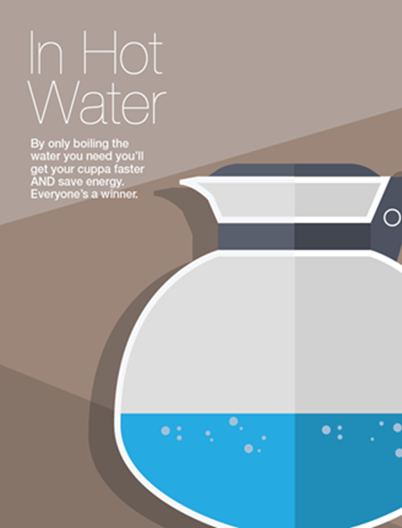 In Hot
Water
By only boiling the
water you need you'll
get your cuppa faster
AND save energy.
Everyone's a winner.